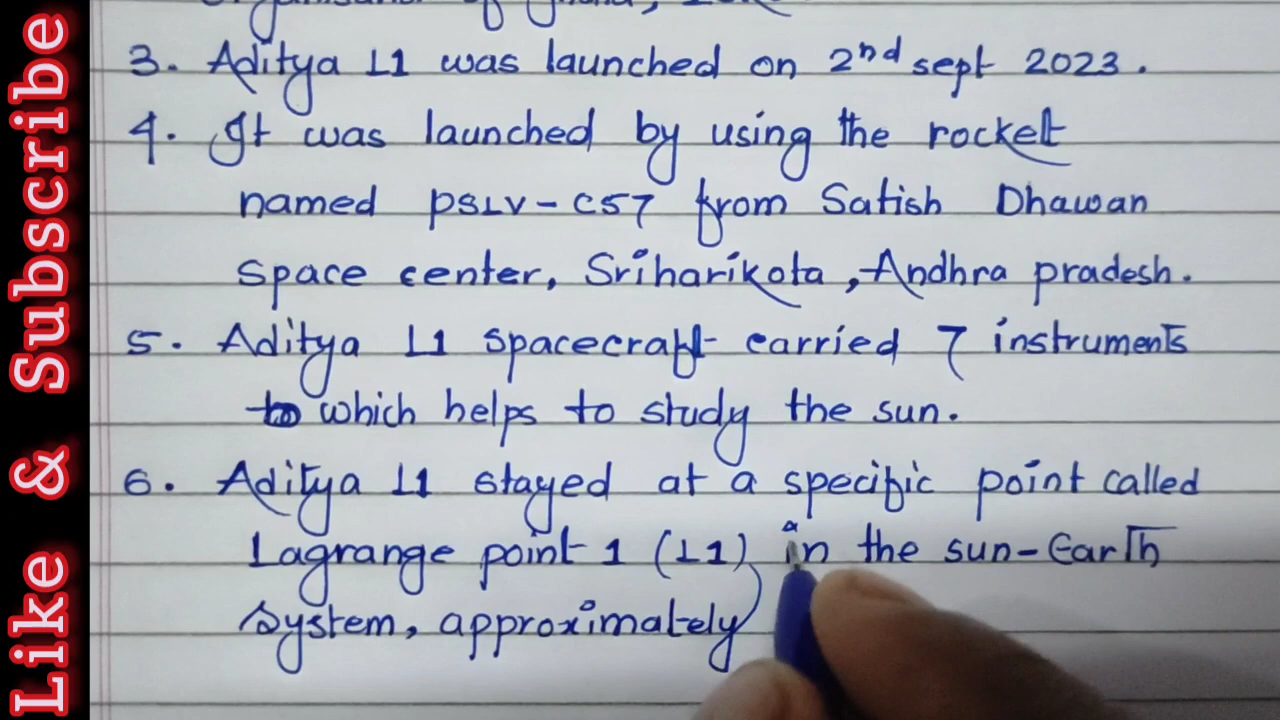 Like & Subscribe
3. Aditya L1 was launched on 2nd sept 2023.
4. It was launched by using the rocket
named PSLV-C57 from Satish Dhawan
space center, Sriharikota, Andhra pradesh.
5. Aditya L1 spacecraft carried 7 instruments
which helps to study the sun.
6. Aditya L1 stayed at a specific point called
Lagrange point 1 (L1) in the sun-Earth
system, approximately